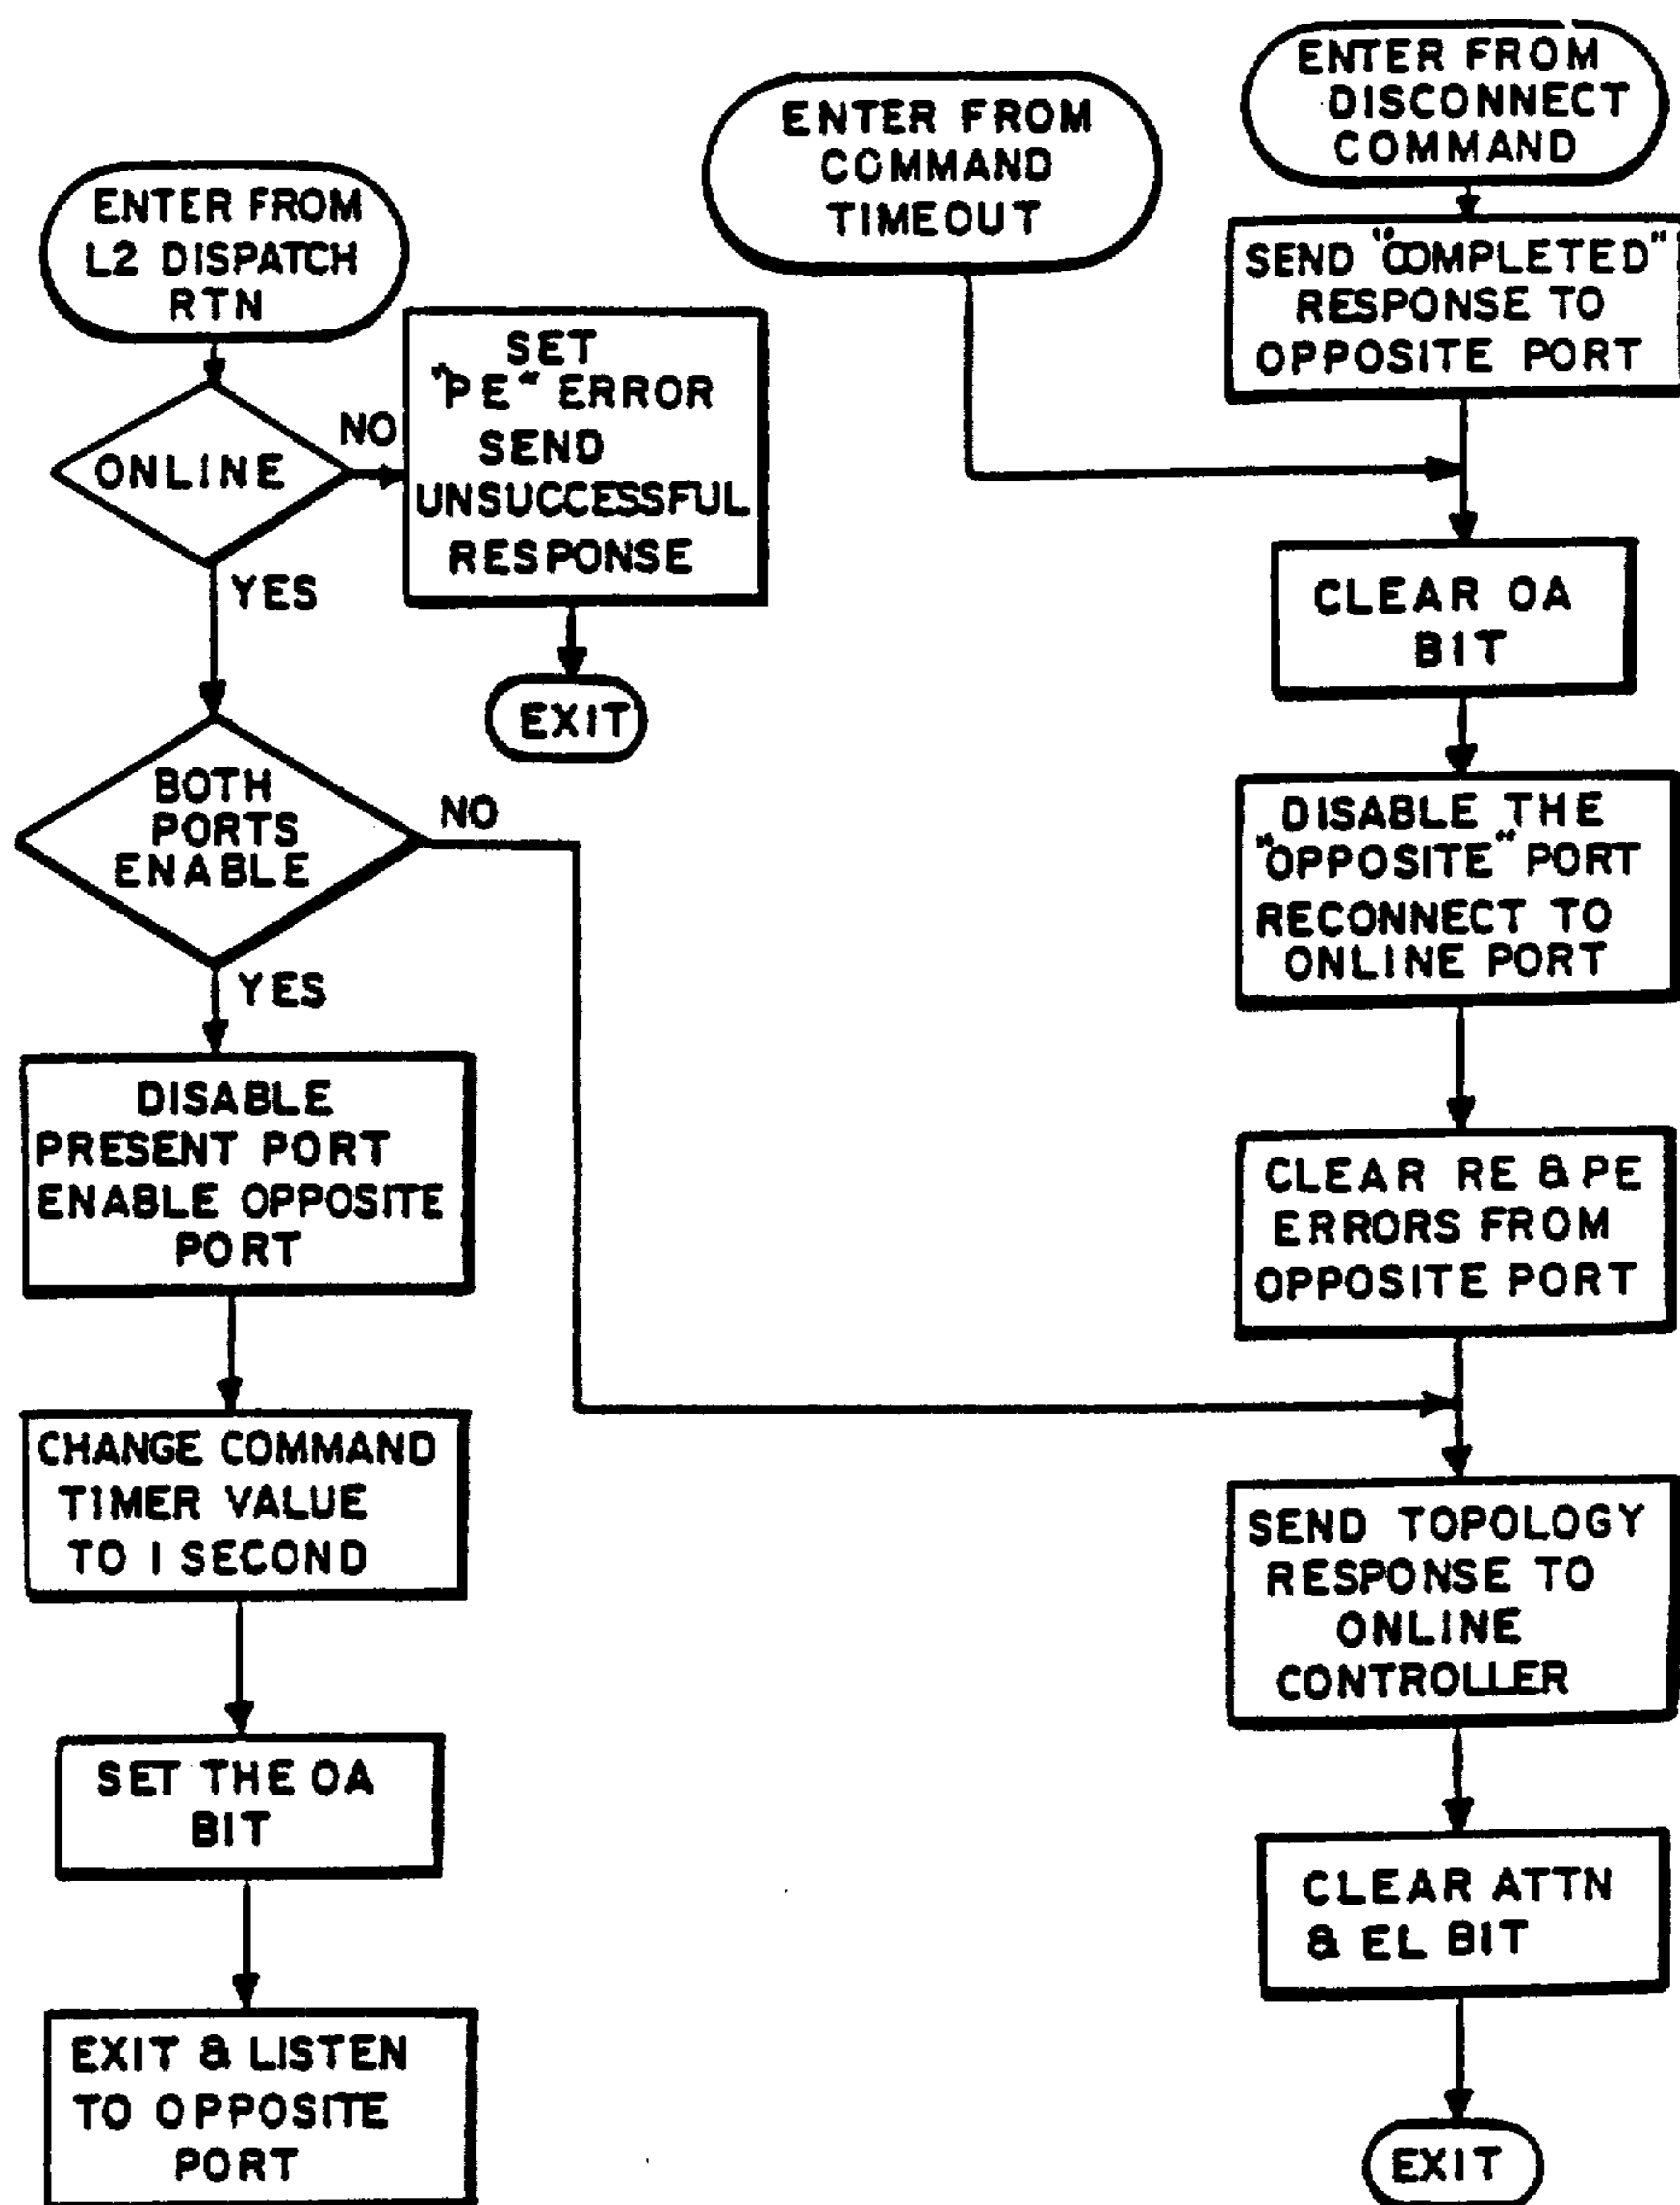 ENTER FROM
L2 DISPATCH
RTN
ONLINE
NO
SET
"PE" ERROR
SEND
UNSUCCESSFUL
RESPONSE
EXIT
YES
BOTH
PORTS
ENABLE
NO
YES
DISABLE
PRESENT PORT
ENABLE OPPOSITE
PORT
CHANGE COMMAND
TIMER VALUE
TO 1 SECOND
SET THE OA
BIT
EXIT & LISTEN
TO OPPOSITE
PORT
ENTER FROM
COMMAND
TIMEOUT
ENTER FROM
DISCONNECT
COMMAND
SEND "COMPLETED"
RESPONSE TO
OPPOSITE PORT
CLEAR OA
BIT
DISABLE THE
"OPPOSITE" PORT
RECONNECT TO
ONLINE PORT
CLEAR RE & PE
ERRORS FROM
OPPOSITE PORT
SEND TOPOLOGY
RESPONSE TO
ONLINE
CONTROLLER
CLEAR ATTN
& EL BIT
EXIT